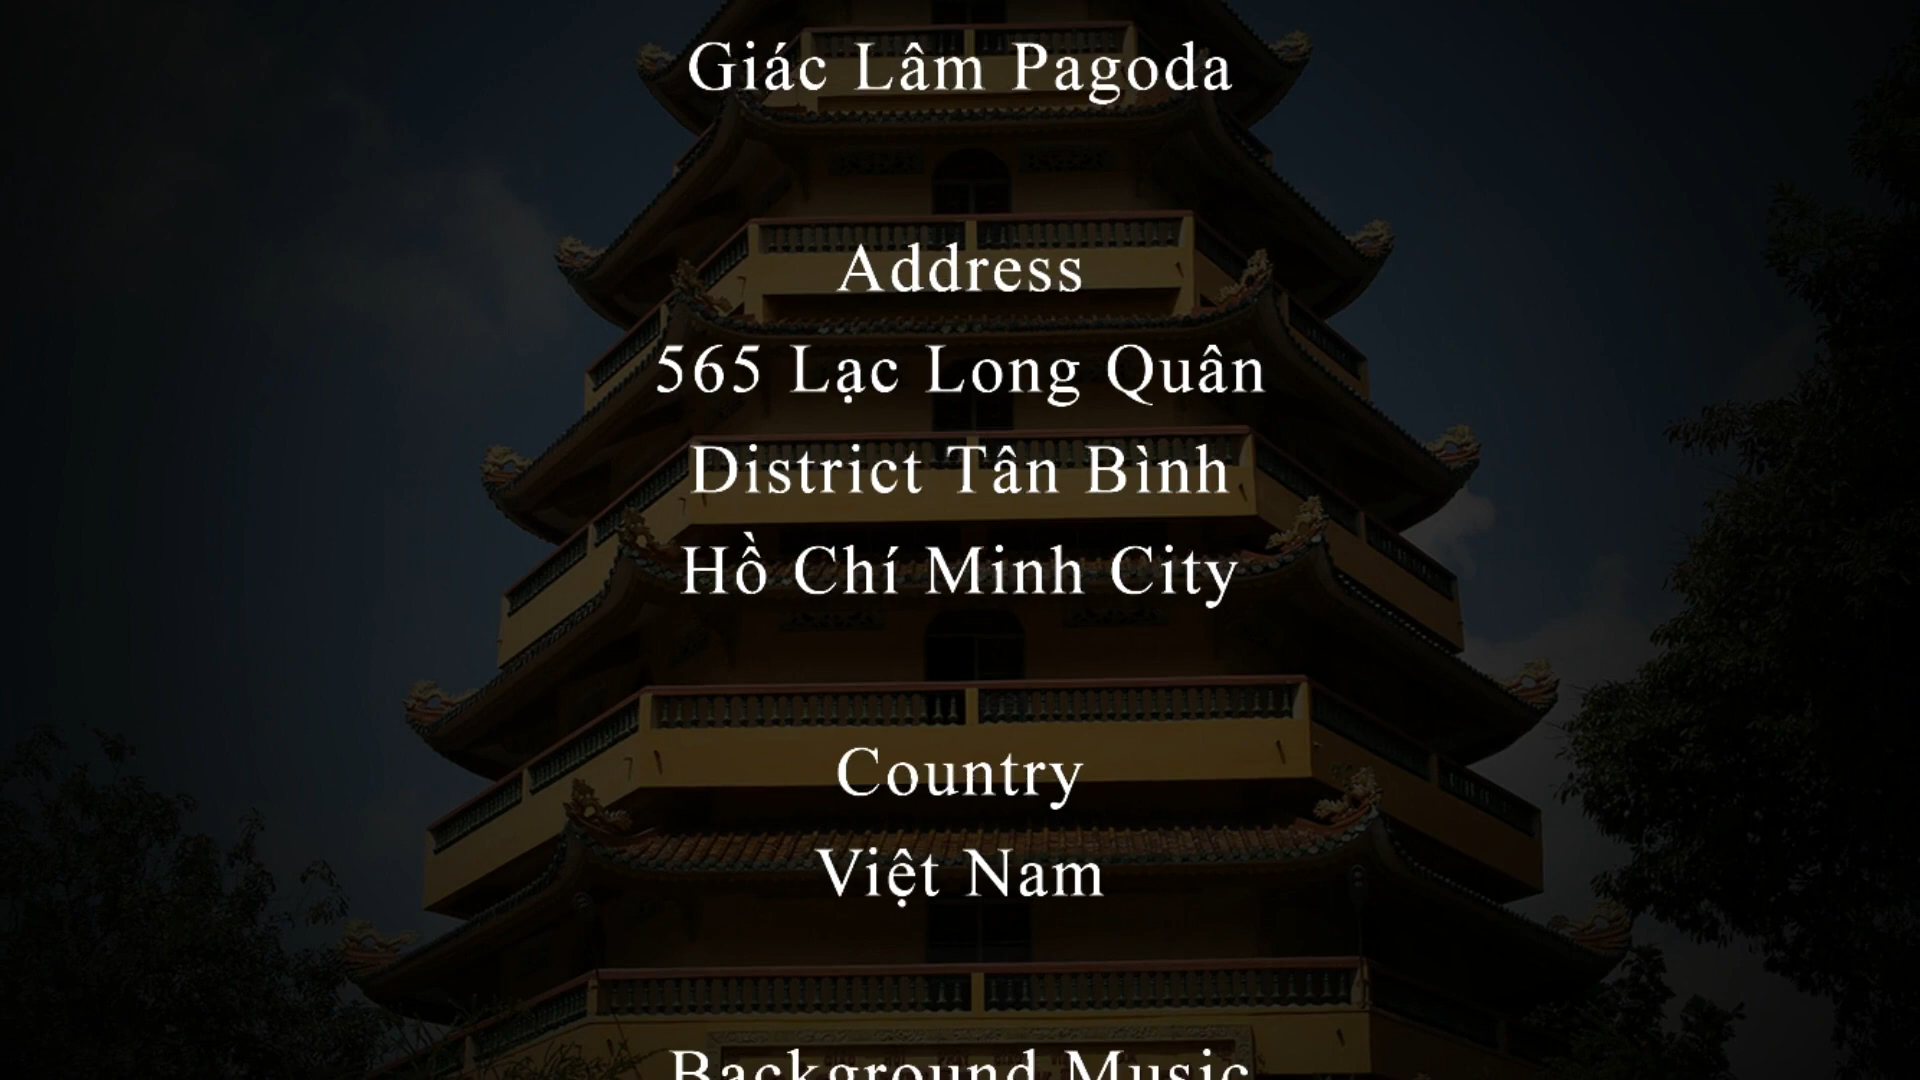 Giác Lâm Pagoda
Address
565 Lạc Long Quân
District Tân Bình
Hồ Chí Minh City
Country
Việt Nam
Background Music